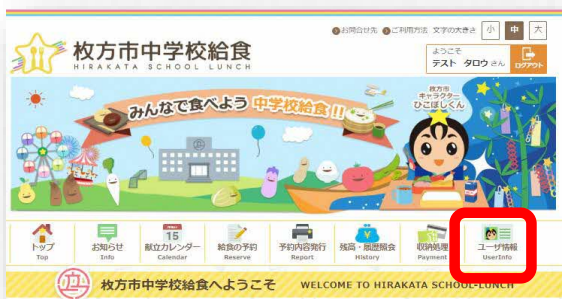 お問合せ先 ご利用方法 文字の大きさ 小 中 大
枚方市中学校給食
HIRAKATA SCHOOL LUNCH
ようこそ
テスト タロウ さん
ログアウト
みんなで食べよう 中学校給食!!
枚方市
キャラクター
ひこぼしくん
15
トップ お知らせ 献立カレンダー 給食の予約 予約内容発行 残高・履歴照会 収納処理 ユーザ情報
Top Info Calendar Reserve Report History Payment UserInfo
枚方市中学校給食へようこそ WELCOME TO HIRAKATA SCHOOL-LUNCH